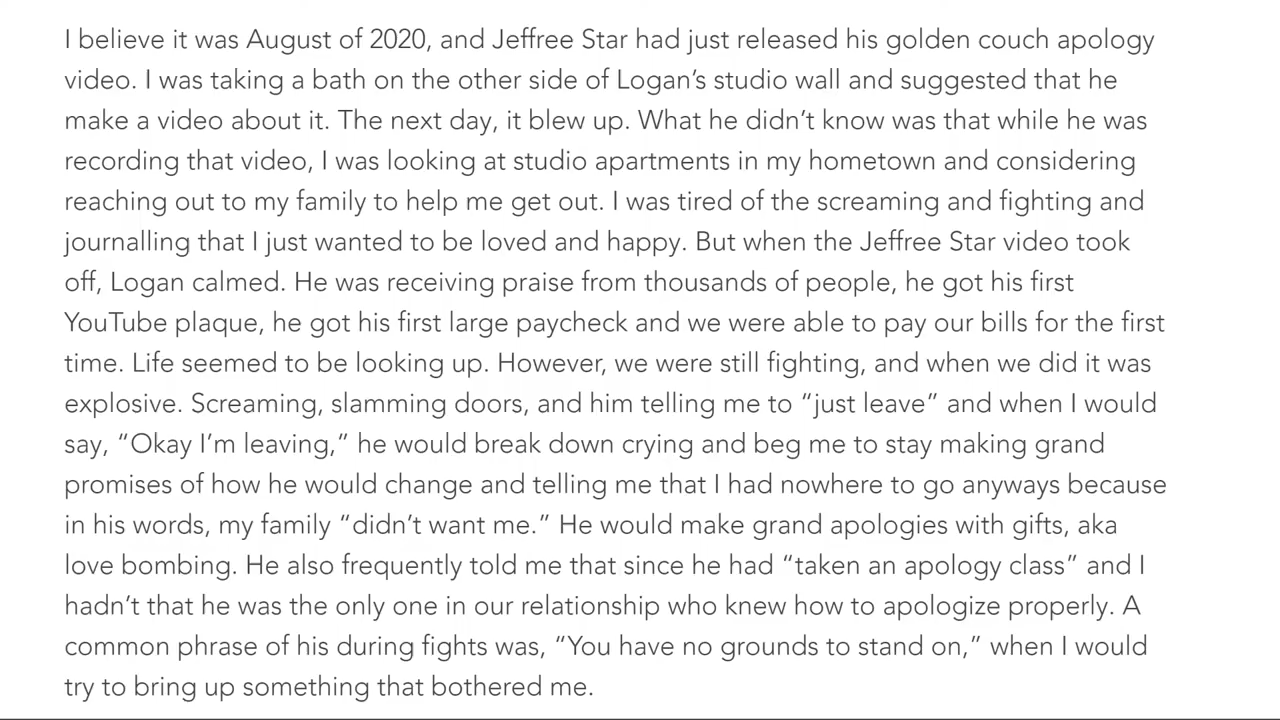 I believe it was August of 2020, and Jeffree Star had just released his golden couch apology
video. I was taking a bath on the other side of Logan’s studio wall and suggested that he
make a video about it. The next day, it blew up. What he didn’t know was that while he was
recording that video, I was looking at studio apartments in my hometown and considering
reaching out to my family to help me get out. I was tired of the screaming and fighting and
journalling that I just wanted to be loved and happy. But when the Jeffree Star video took
off, Logan calmed. He was receiving praise from thousands of people, he got his first
YouTube plaque, he got his first large paycheck and we were able to pay our bills for the first
time. Life seemed to be looking up. However, we were still fighting, and when we did it was
explosive. Screaming, slamming doors, and him telling me to “just leave” and when I would
say, “Okay I’m leaving,” he would break down crying and beg me to stay making grand
promises of how he would change and telling me that I had nowhere to go anyways because
in his words, my family “didn’t want me.” He would make grand apologies with gifts, aka
love bombing. He also frequently told me that since he had “taken an apology class” and I
hadn’t that he was the only one in our relationship who knew how to apologize properly. A
common phrase of his during fights was, “You have no grounds to stand on,” when I would
try to bring up something that bothered me.